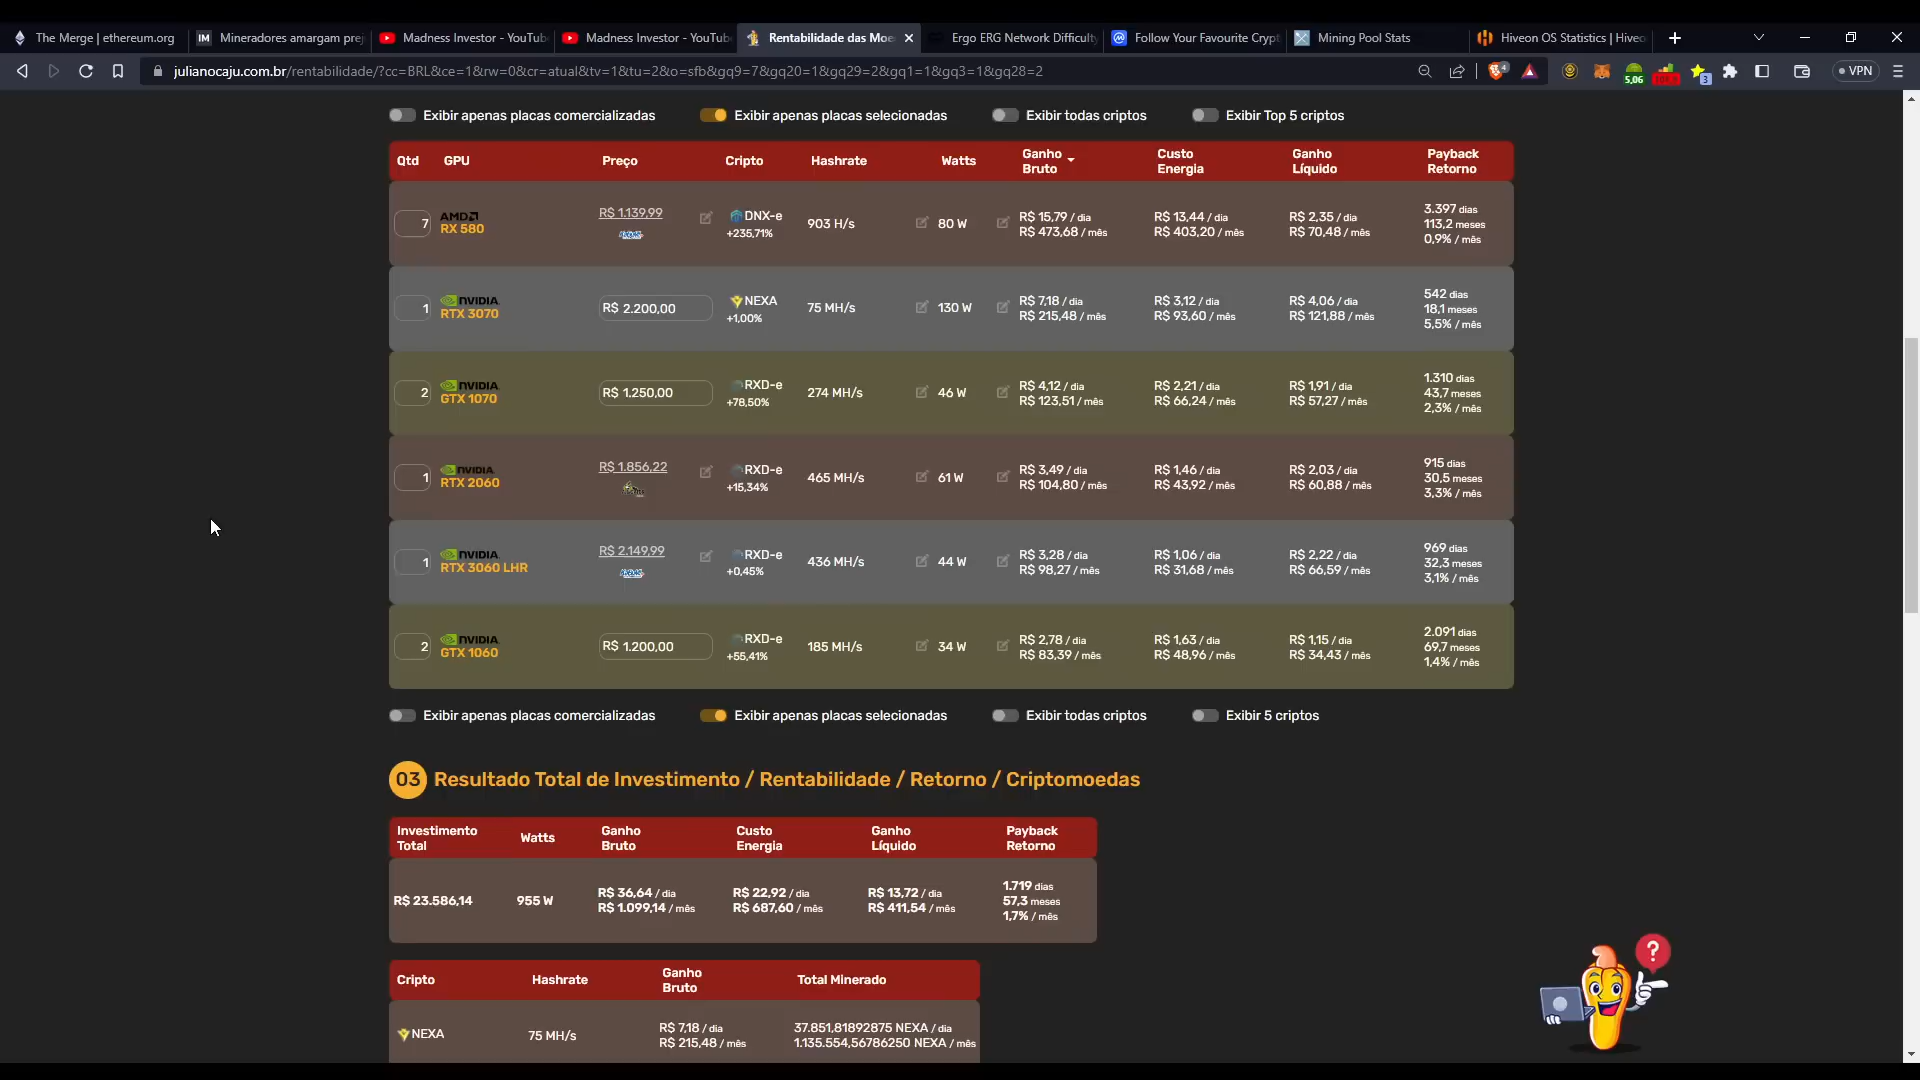 The Merge | ethereum.org
IM Mineradores amargam prej
Madness Investor - YouTub
Madness Investor - YouTub
Rentabilidade das Moe
Ergo ERG Network Difficulty
Follow Your Favourite Crypt
Mining Pool Stats
Hiveon OS Statistics | Hiveo
julianocaju.com.br/rentabilidade/?cc=BRL&ce=1&rw=0&cr=atual&tv=1&tu=2&o=sfb&gq9=7&gq20=1&gq29=2&gq1=1&gq3=1&gq28=2
4
5,06
3
VPN
Exibir apenas placas comercializadas
Exibir apenas placas selecionadas
Exibir todas criptos
Exibir Top 5 criptos
Qtd GPU Preço Cripto Hashrate Watts Ganho Bruto Custo Energia Ganho Líquido Payback Retorno
7 AMD RX 580 R$ 1.139,99 DNX-e +235,71% 903 H/s 80 W R$ 15,79 / dia R$ 473,68 / mês R$ 13,44 / dia R$ 403,20 / mês R$ 2,35 / dia R$ 70,48 / mês 3.397 dias 113,2 meses 0,9% / mês
1 NVIDIA RTX 3070 R$ 2.200,00 NEXA +1,00% 75 MH/s 130 W R$ 7,18 / dia R$ 215,48 / mês R$ 3,12 / dia R$ 93,60 / mês R$ 4,06 / dia R$ 121,88 / mês 542 dias 18,1 meses 5,5% / mês
2 NVIDIA GTX 1070 R$ 1.250,00 RXD-e +78,50% 274 MH/s 46 W R$ 4,12 / dia R$ 123,51 / mês R$ 2,21 / dia R$ 66,24 / mês R$ 1,91 / dia R$ 57,27 / mês 1.310 dias 43,7 meses 2,3% / mês
1 NVIDIA RTX 2060 R$ 1.856,22 RXD-e +15,34% 465 MH/s 61 W R$ 3,49 / dia R$ 104,80 / mês R$ 1,46 / dia R$ 43,92 / mês R$ 2,03 / dia R$ 60,88 / mês 915 dias 30,5 meses 3,3% / mês
1 NVIDIA RTX 3060 LHR R$ 2.149,99 RXD-e +0,45% 436 MH/s 44 W R$ 3,28 / dia R$ 98,27 / mês R$ 1,06 / dia R$ 31,68 / mês R$ 2,22 / dia R$ 66,59 / mês 969 dias 32,3 meses 3,1% / mês
2 NVIDIA GTX 1060 R$ 1.200,00 RXD-e +55,41% 185 MH/s 34 W R$ 2,78 / dia R$ 83,39 / mês R$ 1,63 / dia R$ 48,96 / mês R$ 1,15 / dia R$ 34,43 / mês 2.091 dias 69,7 meses 1,4% / mês
Exibir apenas placas comercializadas
Exibir apenas placas selecionadas
Exibir todas criptos
Exibir 5 criptos
03 Resultado Total de Investimento / Rentabilidade / Retorno / Criptomoedas
Investimento Total Watts Ganho Bruto Custo Energia Ganho Líquido Payback Retorno
R$ 23.586,14 955 W R$ 36,64 / dia R$ 1.099,14 / mês R$ 22,92 / dia R$ 687,60 / mês R$ 13,72 / dia R$ 411,54 / mês 1.719 dias 57,3 meses 1,7% / mês
Cripto Hashrate Ganho Bruto Total Minerado
NEXA 75 MH/s R$ 7,18 / dia R$ 215,48 / mês 37.851,81892875 NEXA / dia 1.135.554,56786250 NEXA / mês
?